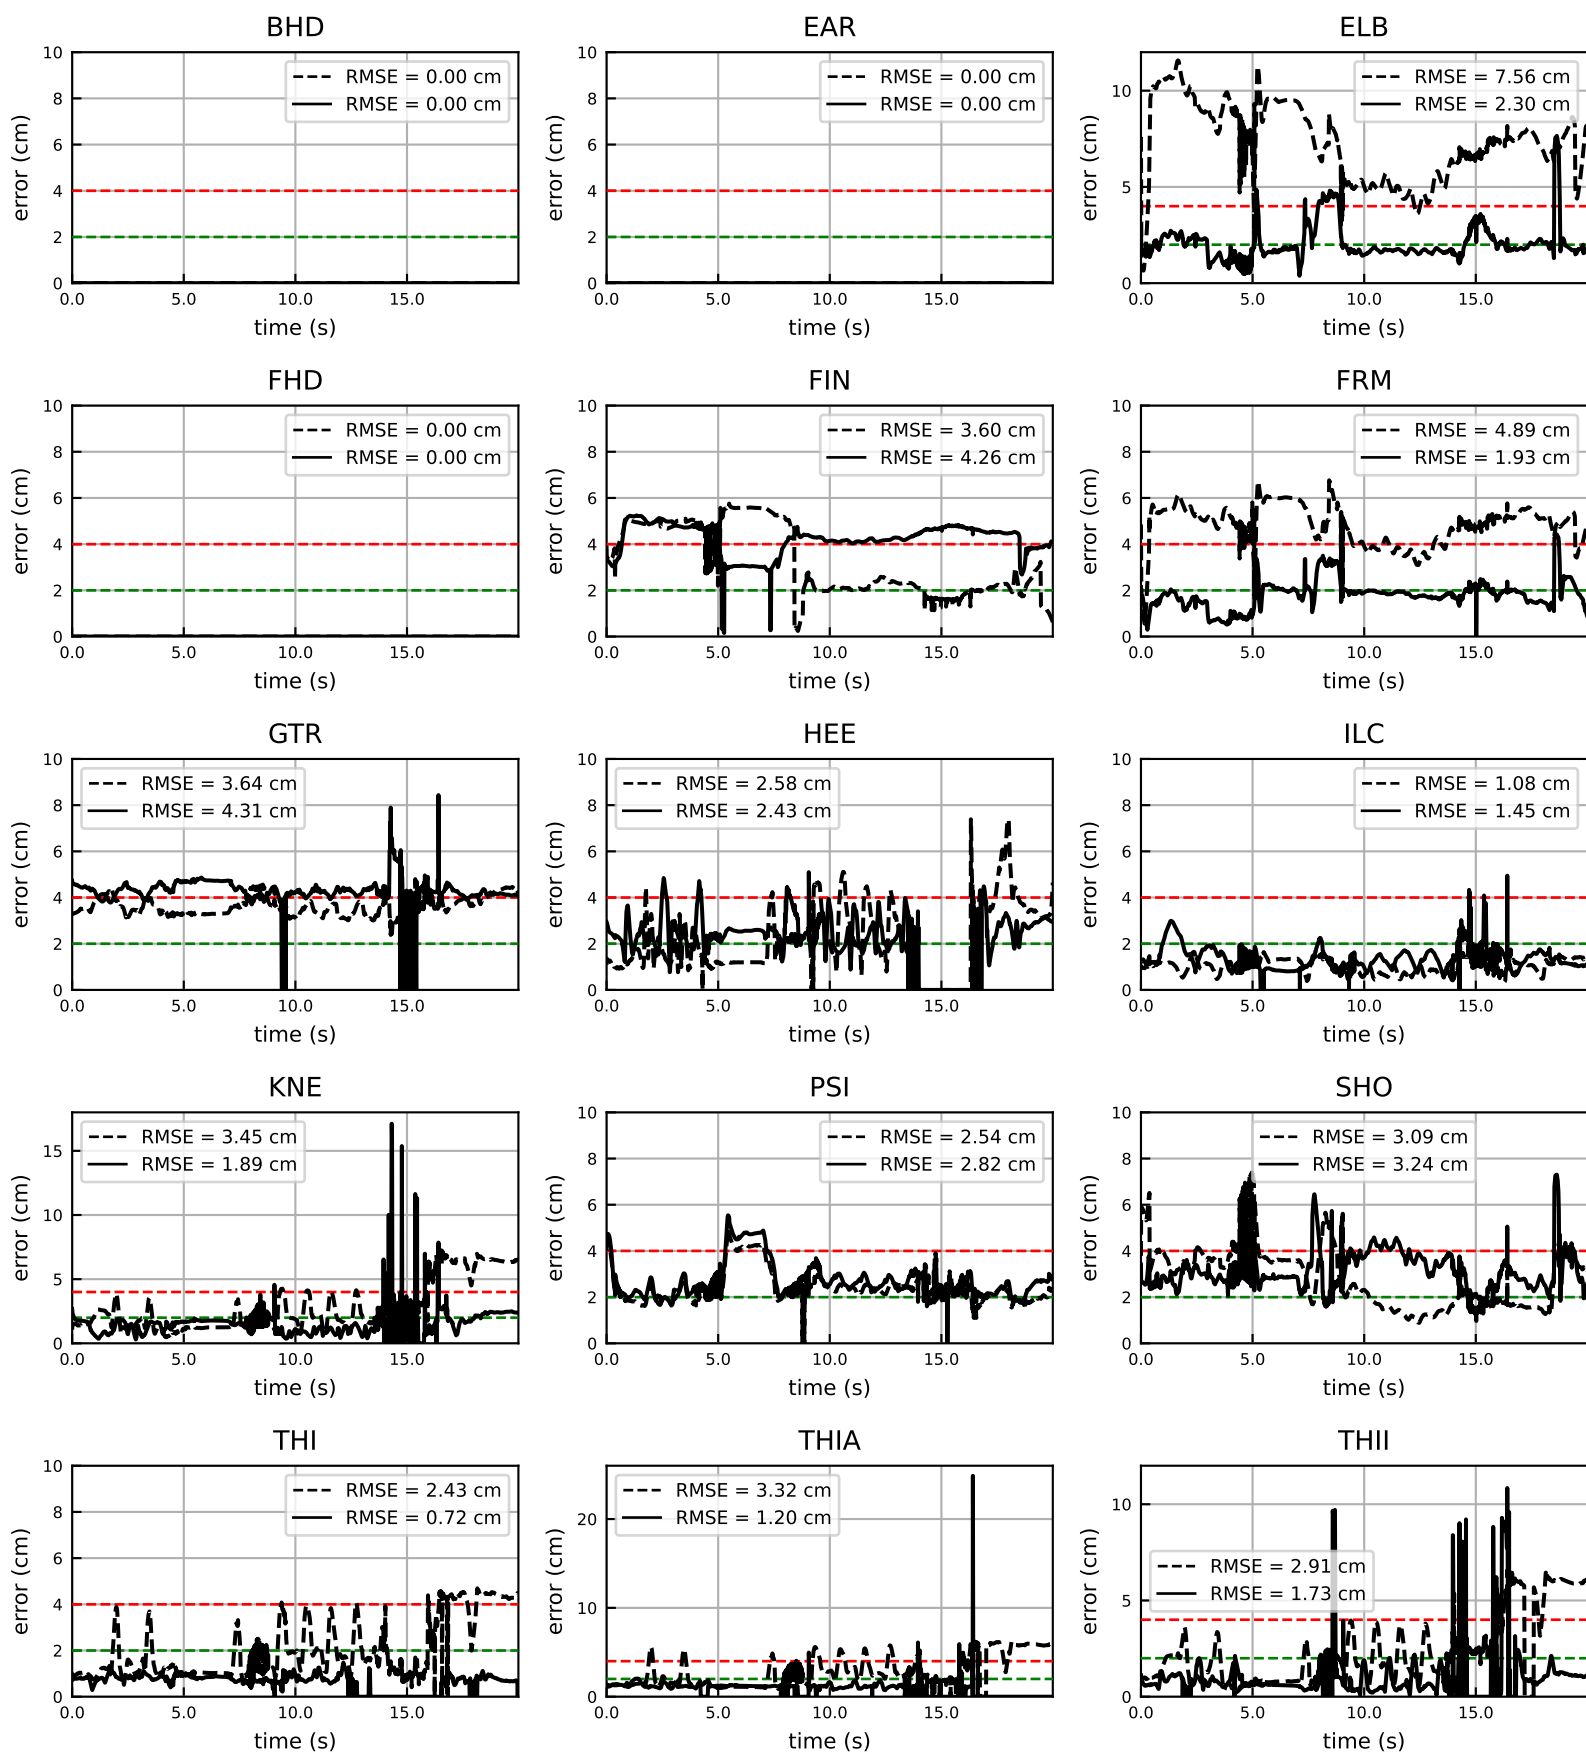 BHD
10
8
6
4
2
0
error (cm)
RMSE = 0.00 cm
RMSE = 0.00 cm
0.0 5.0 10.0 15.0
time (s)
EAR
10
8
6
4
2
0
error (cm)
RMSE = 0.00 cm
RMSE = 0.00 cm
0.0 5.0 10.0 15.0
time (s)
ELB
10
5
0
error (cm)
RMSE = 7.56 cm
RMSE = 2.30 cm
0.0 5.0 10.0 15.0
time (s)
FHD
10
8
6
4
2
0
error (cm)
RMSE = 0.00 cm
RMSE = 0.00 cm
0.0 5.0 10.0 15.0
time (s)
FIN
10
8
6
4
2
0
error (cm)
RMSE = 3.60 cm
RMSE = 4.26 cm
0.0 5.0 10.0 15.0
time (s)
FRM
10
8
6
4
2
0
error (cm)
RMSE = 4.89 cm
RMSE = 1.93 cm
0.0 5.0 10.0 15.0
time (s)
GTR
10
8
6
4
2
0
error (cm)
RMSE = 3.64 cm
RMSE = 4.31 cm
0.0 5.0 10.0 15.0
time (s)
HEE
10
8
6
4
2
0
error (cm)
RMSE = 2.58 cm
RMSE = 2.43 cm
0.0 5.0 10.0 15.0
time (s)
ILC
10
8
6
4
2
0
error (cm)
RMSE = 1.08 cm
RMSE = 1.45 cm
0.0 5.0 10.0 15.0
time (s)
KNE
15
10
5
0
error (cm)
RMSE = 3.45 cm
RMSE = 1.89 cm
0.0 5.0 10.0 15.0
time (s)
PSI
10
8
6
4
2
0
error (cm)
RMSE = 2.54 cm
RMSE = 2.82 cm
0.0 5.0 10.0 15.0
time (s)
SHO
10
8
6
4
2
0
error (cm)
RMSE = 3.09 cm
RMSE = 3.24 cm
0.0 5.0 10.0 15.0
time (s)
THI
10
8
6
4
2
0
error (cm)
RMSE = 2.43 cm
RMSE = 0.72 cm
0.0 5.0 10.0 15.0
time (s)
THIA
20
10
0
error (cm)
RMSE = 3.32 cm
RMSE = 1.20 cm
0.0 5.0 10.0 15.0
time (s)
THII
10
5
0
error (cm)
RMSE = 2.91 cm
RMSE = 1.73 cm
0.0 5.0 10.0 15.0
time (s)